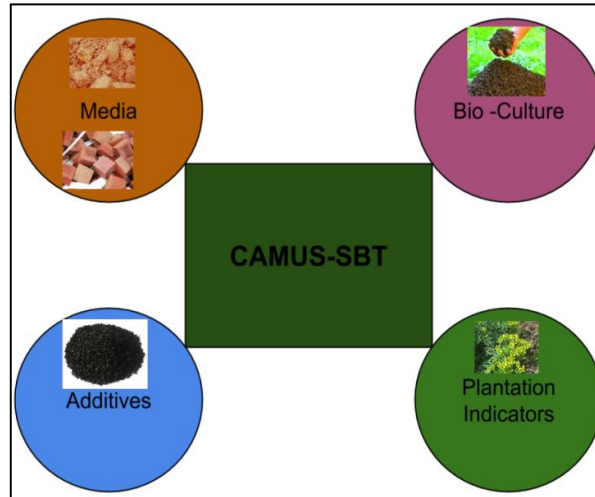 Media
Bio -Culture
CAMUS-SBT
Additives
Plantation
Indicators